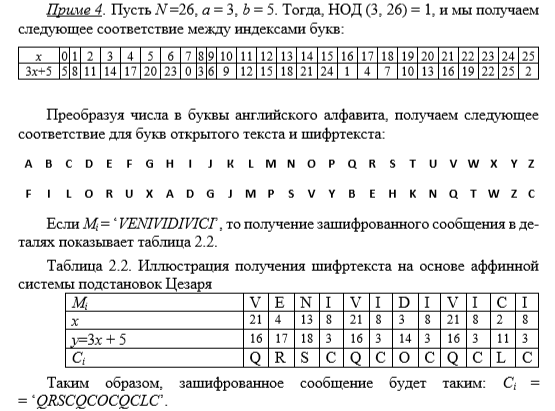 Приме 4. Пусть N =26, a = 3, b = 5. Тогда, НОД (3, 26) = 1, и мы получаем
следующее соответствие между индексами букв:
x 0 1 2 3 4 5 6 7 8 9 10 11 12 13 14 15 16 17 18 19 20 21 22 23 24 25
3x+5 5 8 11 14 17 20 23 0 3 6 9 12 15 18 21 24 1 4 7 10 13 16 19 22 25 2
Преобразуя числа в буквы английского алфавита, получаем следующее
соответствие для букв открытого текста и шифртекста:
A B C D E F G H I J K L M N O P Q R S T U V W X Y Z
F I L O R U X A D G J M P S V Y B E H K N Q T W Z C
Если Mi = ‘VENIVIDIVICI’, то получение зашифрованного сообщения в де-
талях показывает таблица 2.2.
Таблица 2.2. Иллюстрация получения шифртекста на основе аффинной
системы подстановок Цезаря
Mi V E N I V I D I V I C I
x 21 4 13 8 21 8 3 8 21 8 2 8
y=3x + 5 16 17 18 3 16 3 14 3 16 3 11 3
Ci Q R S C Q C O C Q C L C
Таким образом, зашифрованное сообщение будет таким: Ci =
= ‘QRSCQCOCQCLC’.